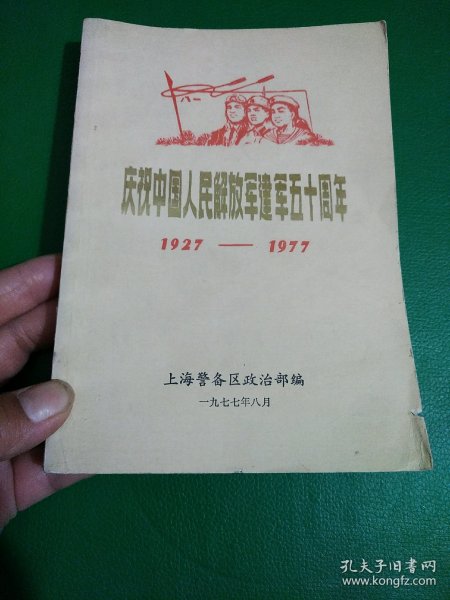 八一
庆祝中国人民解放军建军五十周年
1927 — 1977
上海警备区政治部编
一九七七年八月
孔夫子旧书网
www.kongfz.com